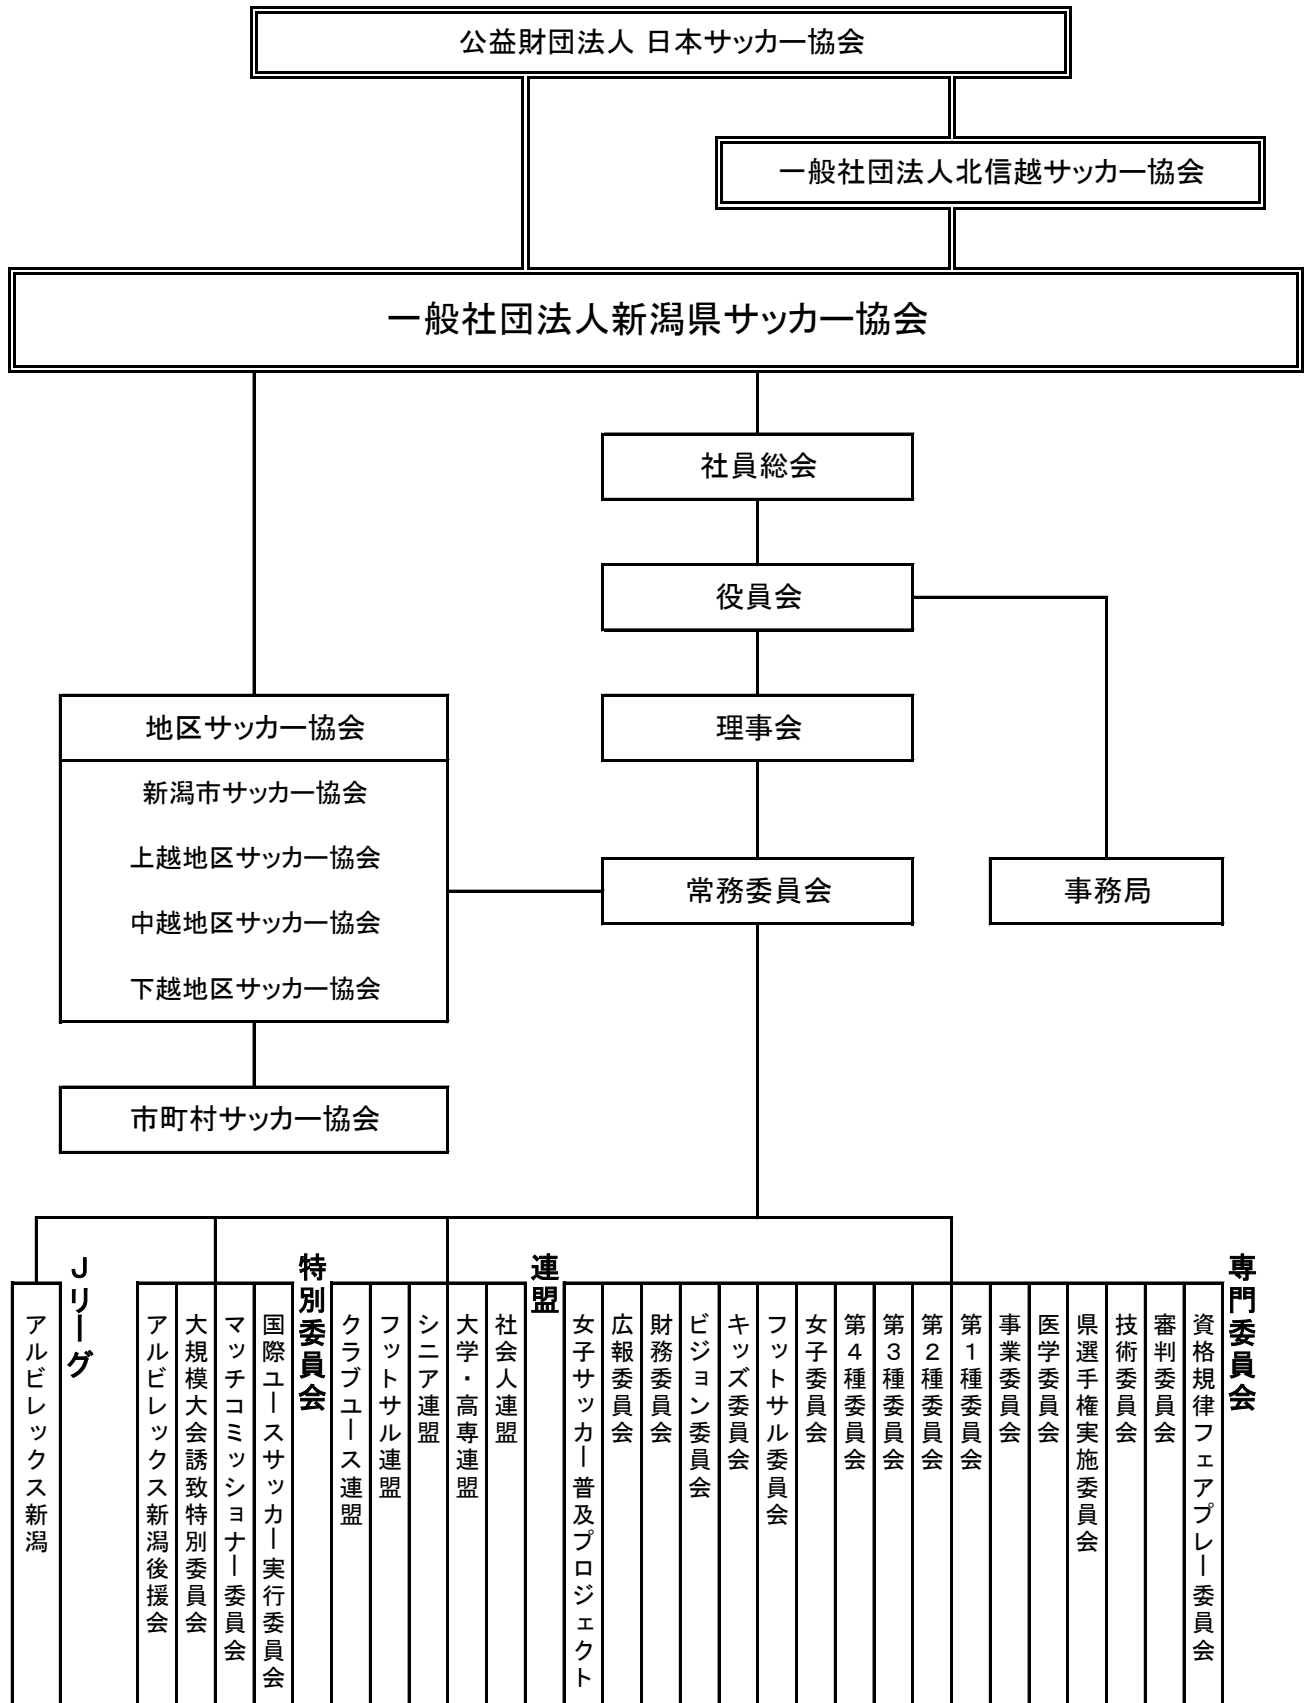 公益財団法人 日本サッカー協会
一般社団法人北信越サッカー協会
一般社団法人新潟県サッカー協会
社員総会
役員会
地区サッカー協会
理事会
新潟市サッカー協会
上越地区サッカー協会
中越地区サッカー協会
下越地区サッカー協会
常務委員会
事務局
市町村サッカー協会
専門委員会
資格規律フェアプレー委員会
審判委員会
技術委員会
県選手権実施委員会
医学委員会
事業委員会
第1種委員会
第2種委員会
第3種委員会
第4種委員会
女子委員会
フットサル委員会
キッズ委員会
ビジョン委員会
財務委員会
広報委員会
女子サッカー普及プロジェクト
連盟
社会人連盟
大学・高専連盟
シニア連盟
フットサル連盟
クラブユース連盟
特別委員会
国際ユースサッカー実行委員会
マッチコミッショナー委員会
大規模大会誘致特別委員会
アルビレックス新潟後援会
Jリーグ
アルビレックス新潟